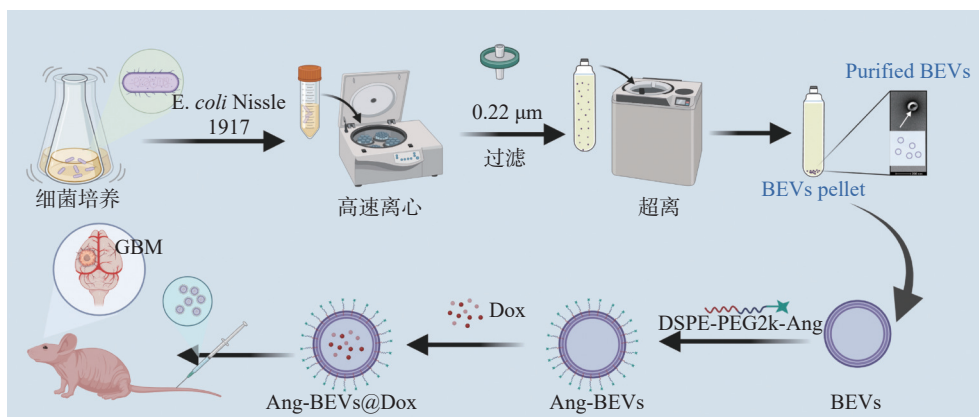 细菌培养
E. coli Nissle
1917
高速离心
0.22 μm
过滤
超离
Purified BEVs
BEVs pellet
GBM
Ang-BEVs@Dox
Dox
Ang-BEVs
DSPE-PEG2k-Ang
BEVs